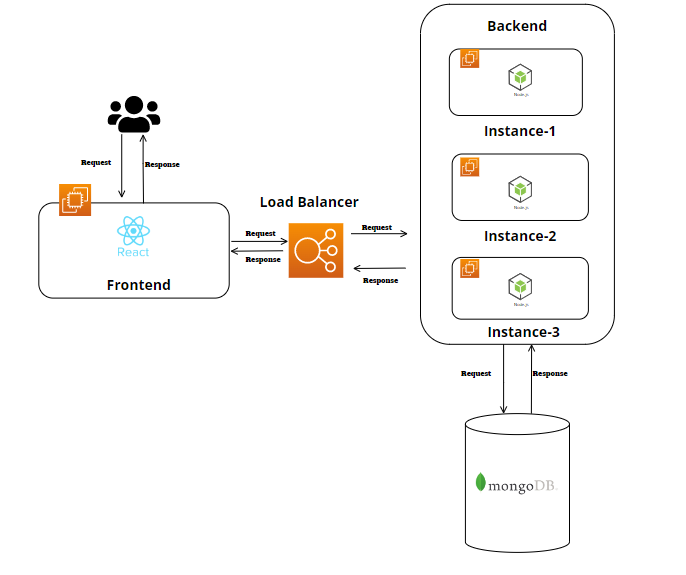 Backend
Node.js
Instance-1
Request
Response
Node.js
Load Balancer
React
Request
Response
Request
Response
Instance-2
Frontend
Node.js
Instance-3
Request
Response
mongoDB.